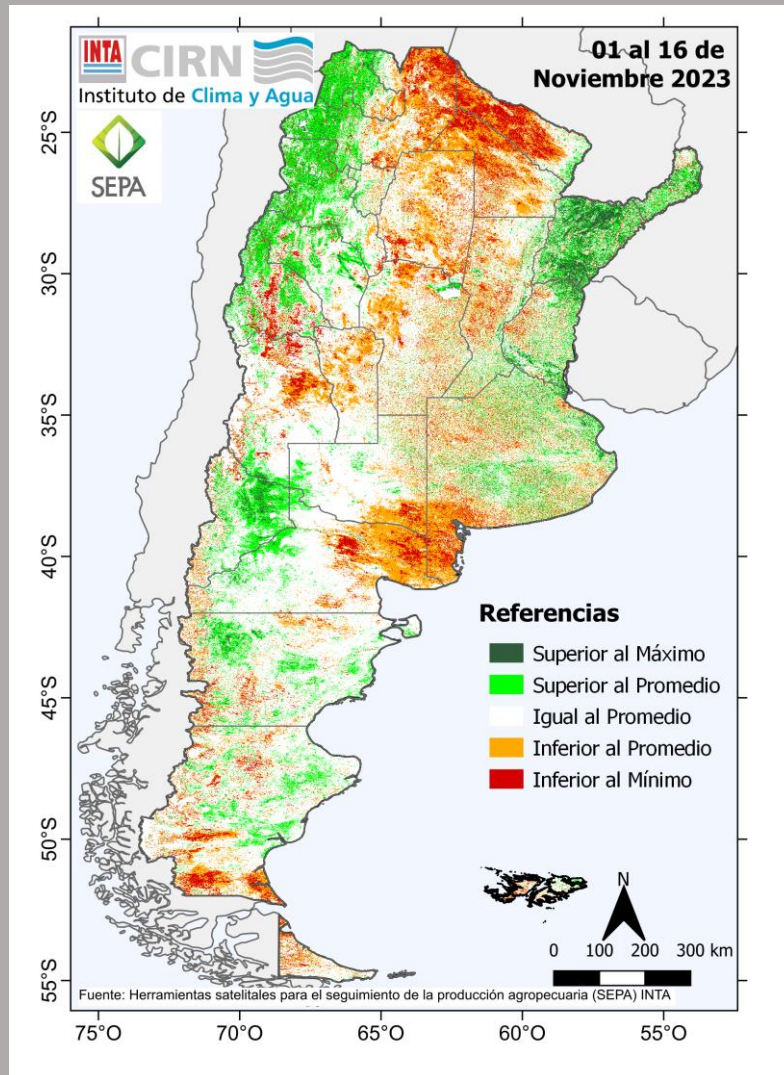 INTA CIRN
Instituto de Clima y Agua
SEPA
01 al 16 de
Noviembre 2023
25°S
30°S
35°S
40°S
45°S
50°S
55°S
Referencias
Superior al Máximo
Superior al Promedio
Igual al Promedio
Inferior al Promedio
Inferior al Mínimo
N
0 100 200 300 km
Fuente: Herramientas satelitales para el seguimiento de la producción agropecuaria (SEPA) INTA
75°O 70°O 65°O 60°O 55°O